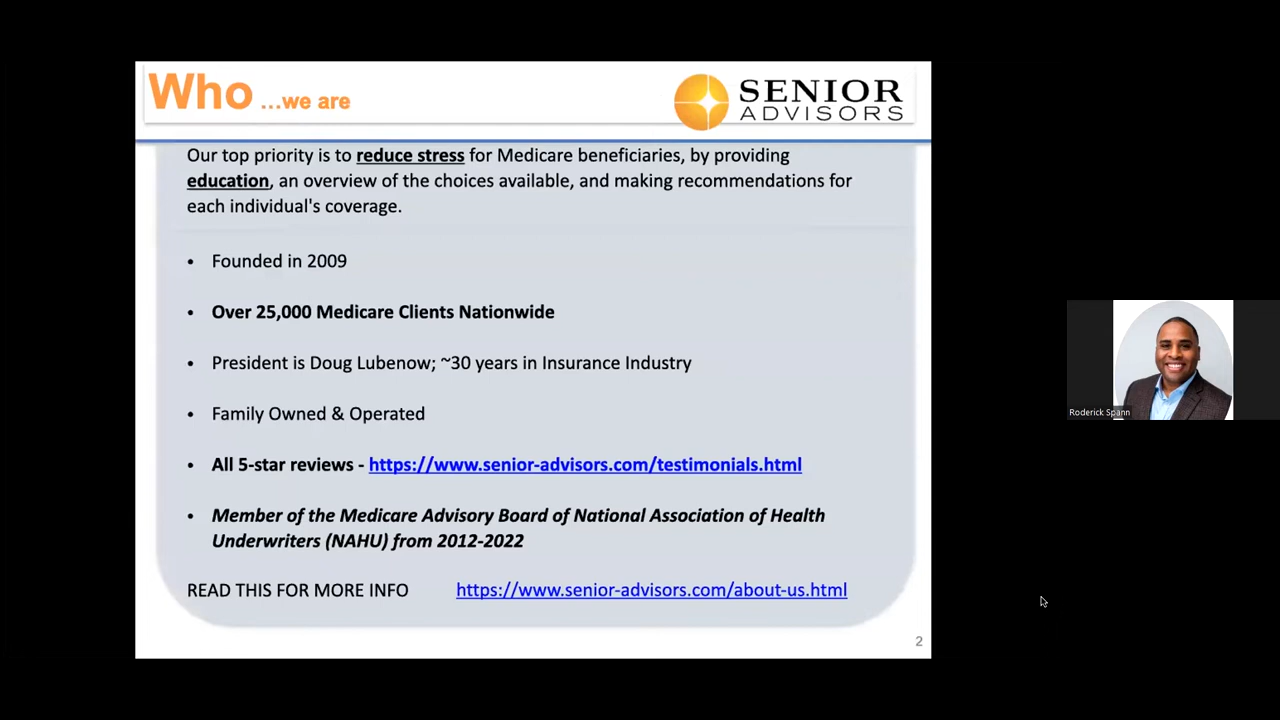 Who ...we are
SENIOR
ADVISORS
Our top priority is to reduce stress for Medicare beneficiaries, by providing
education, an overview of the choices available, and making recommendations for
each individual's coverage.
• Founded in 2009
• Over 25,000 Medicare Clients Nationwide
• President is Doug Lubenow; ~30 years in Insurance Industry
• Family Owned & Operated
• All 5-star reviews - https://www.senior-advisors.com/testimonials.html
• Member of the Medicare Advisory Board of National Association of Health
Underwriters (NAHU) from 2012-2022
READ THIS FOR MORE INFO https://www.senior-advisors.com/about-us.html
2
Roderick Spann